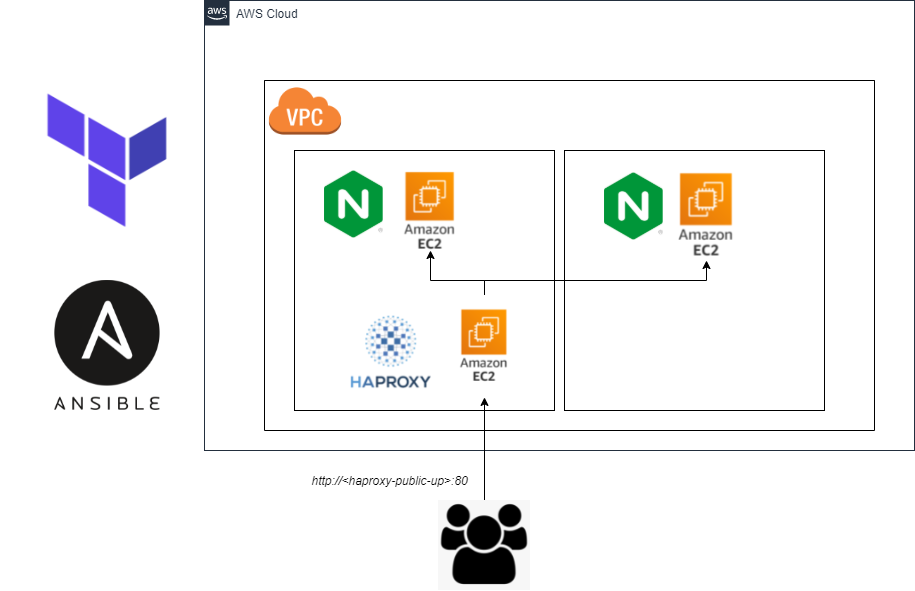 aws
AWS Cloud
VPC
N
Amazon
EC2
N
Amazon
EC2
HAPROXY
Amazon
EC2
ANSIBLE
http://<haproxy-public-up>:80